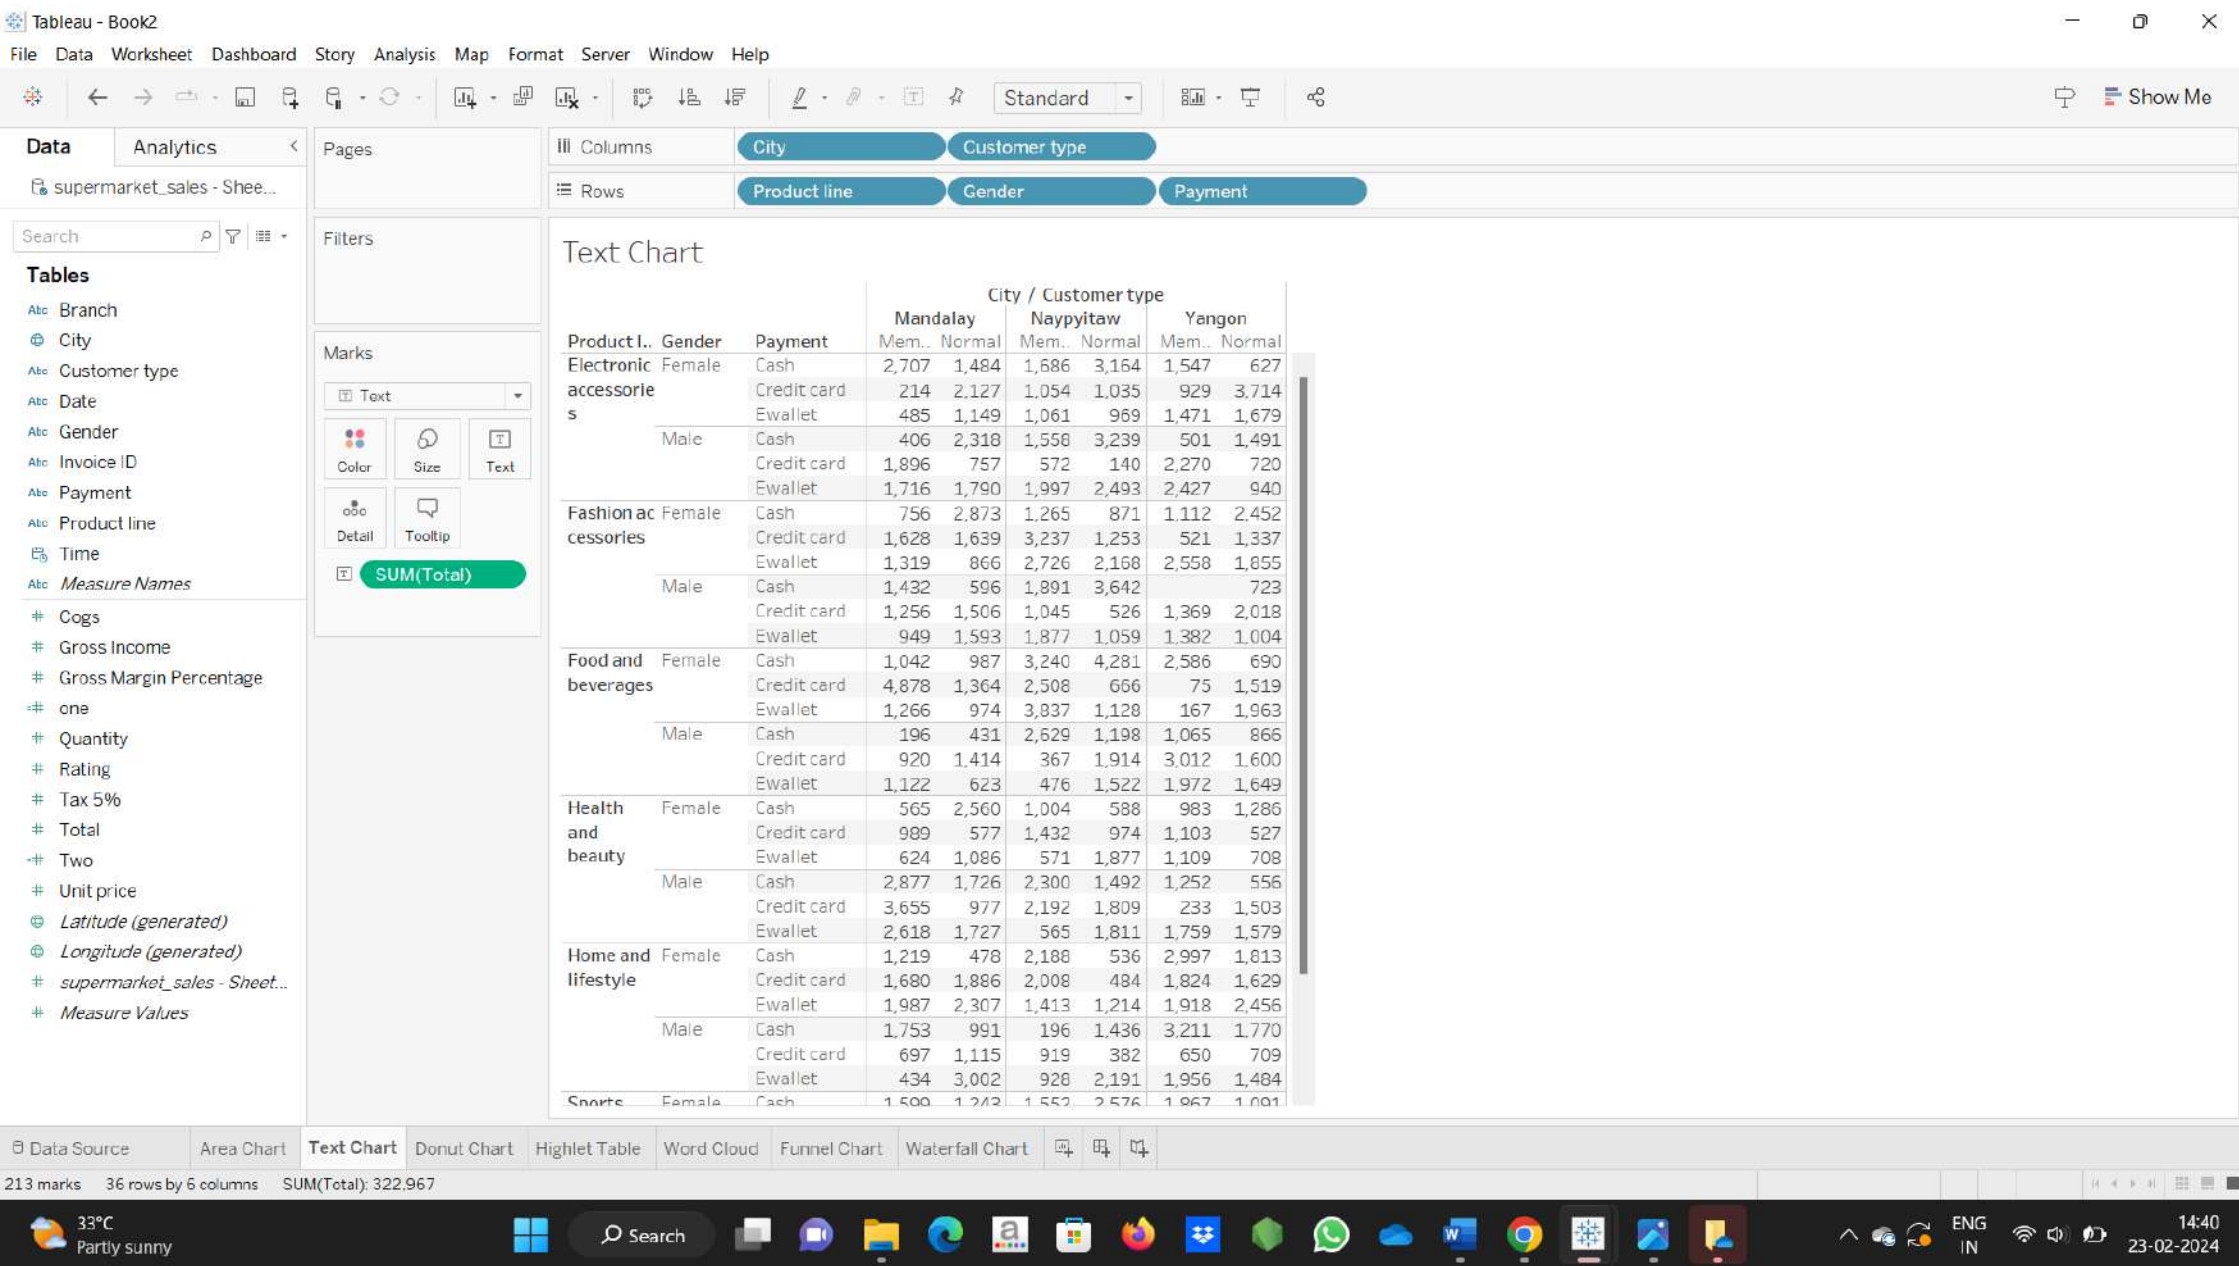 Tableau - Book2
File Data Worksheet Dashboard Story Analysis Map Format Server Window Help
Standard
Show Me
Data Analytics
supermarket_sales - Shee...
Search
Tables
Abc Branch
City
Abc Customer type
Abc Date
Abc Gender
Abc Invoice ID
Abc Payment
Abc Product line
Time
Abc Measure Names
# Cogs
# Gross Income
# Gross Margin Percentage
=# one
# Quantity
# Rating
# Tax 5%
# Total
=# Two
# Unit price
Latitude (generated)
Longitude (generated)
# supermarket_sales - Sheet...
# Measure Values
Pages
Filters
Marks
Text
Color Size Text
Detail Tooltip
SUM(Total)
Columns City Customer type
Rows Product line Gender Payment
Text Chart
City / Customer type
Mandalay Naypyitaw Yangon
Product l.. Gender Payment Mem.. Normal Mem.. Normal Mem.. Normal
Electronic Female Cash 2,707 1,484 1,686 3,164 1,547 627
accessorie Credit card 214 2,127 1,054 1,035 929 3,714
s Ewallet 485 1,149 1,061 969 1,471 1,679
Male Cash 406 2,318 1,558 3,239 501 1,491
Credit card 1,896 757 572 140 2,270 720
Ewallet 1,716 1,790 1,997 2,493 2,427 940
Fashion ac Female Cash 756 2,873 1,265 871 1,112 2,452
cessories Credit card 1,628 1,639 3,237 1,253 521 1,337
Ewallet 1,319 866 2,726 2,168 2,558 1,855
Male Cash 1,432 596 1,891 3,642 723
Credit card 1,256 1,506 1,045 526 1,369 2,018
Ewallet 949 1,593 1,877 1,059 1,382 1,004
Food and Female Cash 1,042 987 3,240 4,281 2,586 690
beverages Credit card 4,878 1,364 2,508 666 75 1,519
Ewallet 1,266 974 3,837 1,128 167 1,963
Male Cash 196 431 2,629 1,198 1,065 866
Credit card 920 1,414 367 1,914 3,012 1,600
Ewallet 1,122 623 476 1,522 1,972 1,649
Health Female Cash 565 2,560 1,004 588 983 1,286
and Credit card 989 577 1,432 974 1,103 527
beauty Ewallet 624 1,086 571 1,877 1,109 708
Male Cash 2,877 1,726 2,300 1,492 1,252 556
Credit card 3,655 977 2,192 1,809 233 1,503
Ewallet 2,618 1,727 565 1,811 1,759 1,579
Home and Female Cash 1,219 478 2,188 536 2,997 1,813
lifestyle Credit card 1,680 1,886 2,008 484 1,824 1,629
Ewallet 1,987 2,307 1,413 1,214 1,918 2,456
Male Cash 1,753 991 196 1,436 3,211 1,770
Credit card 697 1,115 919 382 650 709
Ewallet 434 3,002 928 2,191 1,956 1,484
Sports Female Cash 1,599 1,243 1,552 2,576 1,867 1,091
Data Source Area Chart Text Chart Donut Chart Highlet Table Word Cloud Funnel Chart Waterfall Chart
213 marks 36 rows by 6 columns SUM(Total): 322,967
33°C
Partly sunny
Search
ENG
IN
14:40
23-02-2024